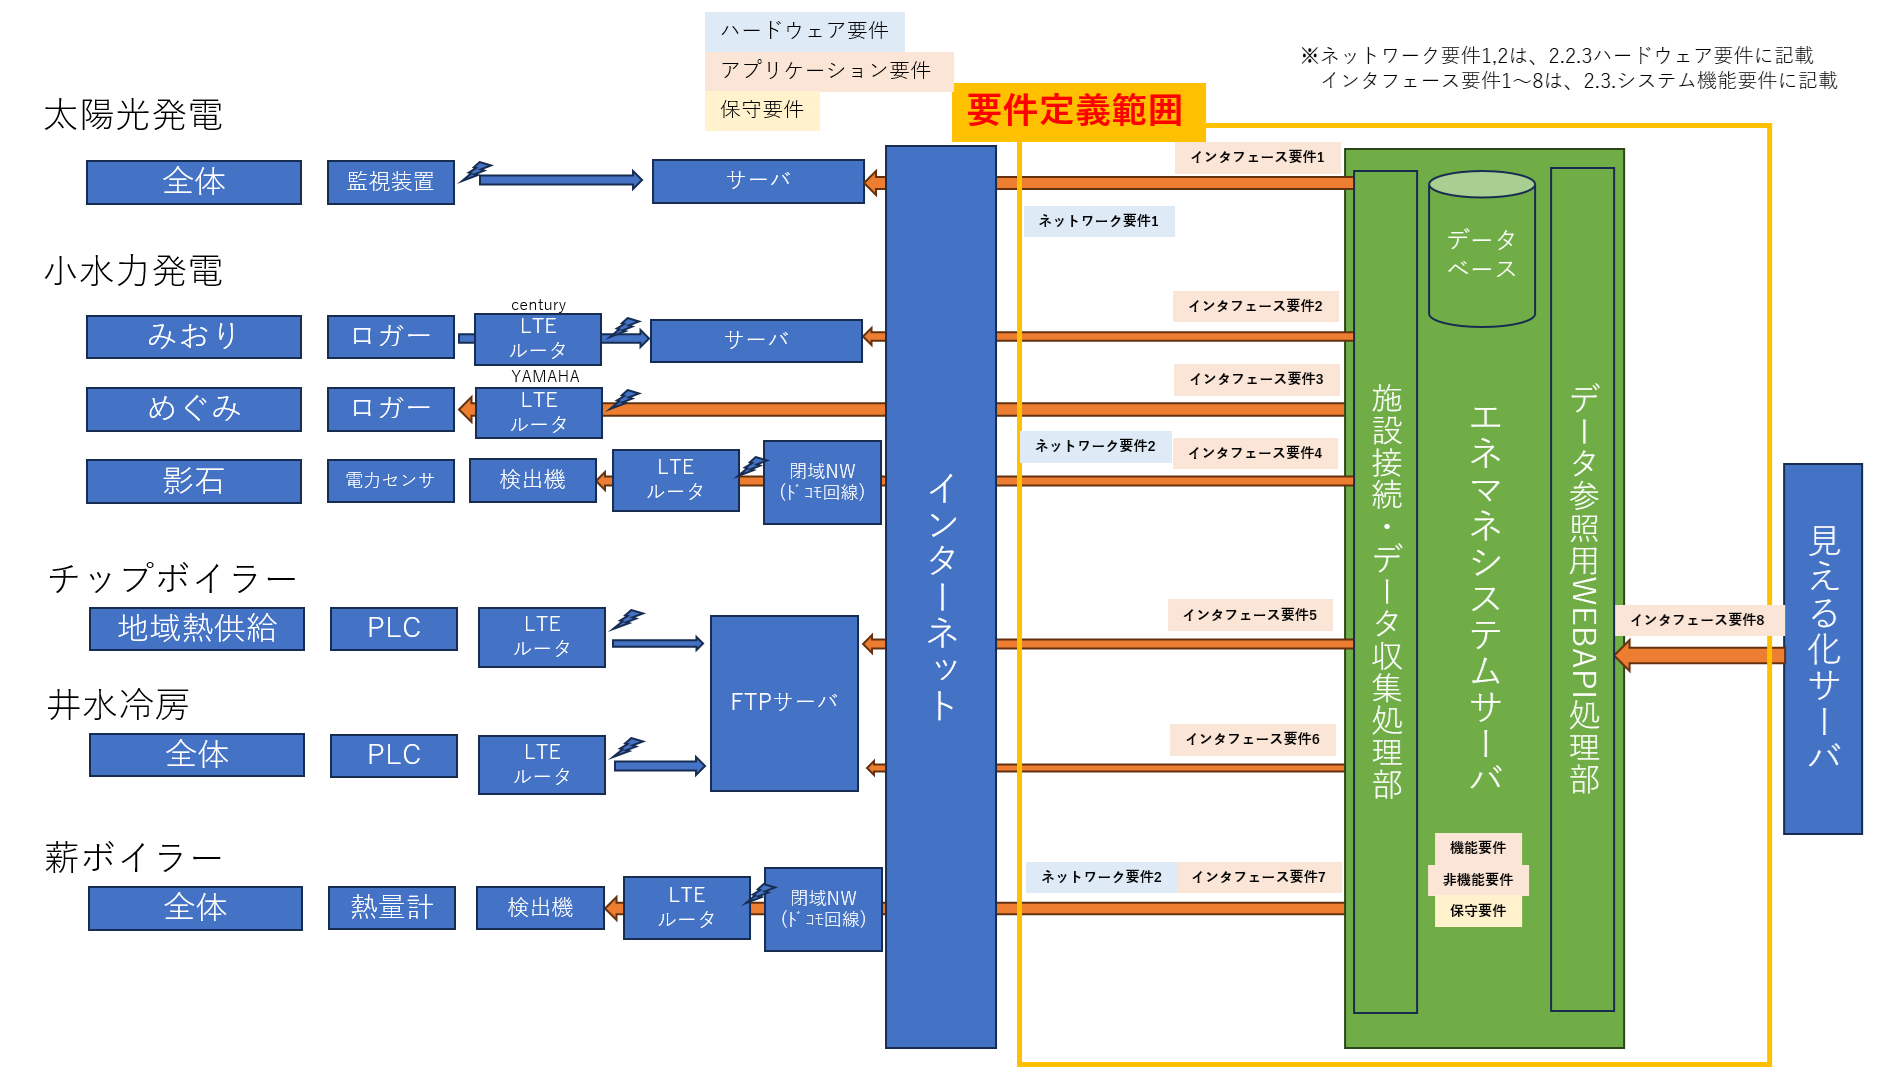 ハードウェア要件
アプリケーション要件
保守要件
※ネットワーク要件1,2は、2.2.3ハードウェア要件に記載
インタフェース要件1～8は、2.3.システム機能要件に記載
要件定義範囲
太陽光発電
全体
監視装置
サーバ
インタフェース要件1
ネットワーク要件1
小水力発電
みおり
ロガー
century
LTE
ルータ
サーバ
インタフェース要件2
めぐみ
ロガー
YAMAHA
LTE
ルータ
インタフェース要件3
影石
電力センサ
検出機
LTE
ルータ
閉域NW
(ﾄﾞｺﾓ回線)
ネットワーク要件2
インタフェース要件4
チップボイラー
地域熱供給
PLC
LTE
ルータ
FTPサーバ
インタフェース要件5
井水冷房
全体
PLC
LTE
ルータ
インタフェース要件6
薪ボイラー
全体
熱量計
検出機
LTE
ルータ
閉域NW
(ﾄﾞｺﾓ回線)
ネットワーク要件2
インタフェース要件7
インターネット
施設接続・データ収集処理部
データ
ベース
エネマネシステムサーバ
データ参照用WEBAPI処理部
機能要件
非機能要件
保守要件
インタフェース要件8
見える化サーバ